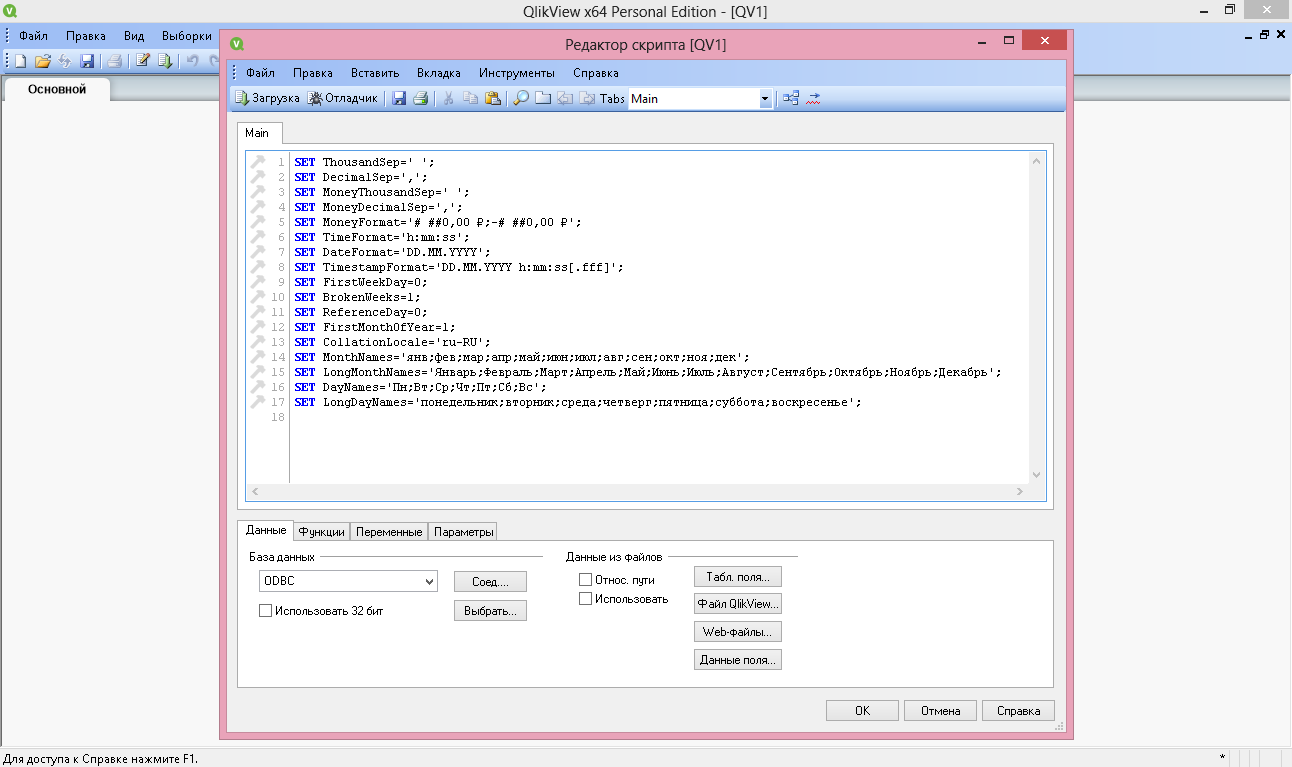 QlikView x64 Personal Edition - [QV1]
Файл Правка Вид Выборки
Основной
Редактор скрипта [QV1]
Файл Правка Вставить Вкладка Инструменты Справка
Загрузка Отладчик Tabs Main
Main
1 SET ThousandSep=' ';
2 SET DecimalSep=',';
3 SET MoneyThousandSep=' ';
4 SET MoneyDecimalSep=',';
5 SET MoneyFormat='# ##0,00 ₽;-# ##0,00 ₽';
6 SET TimeFormat='h:mm:ss';
7 SET DateFormat='DD.MM.YYYY';
8 SET TimestampFormat='DD.MM.YYYY h:mm:ss[.fff]';
9 SET FirstWeekDay=0;
10 SET BrokenWeeks=1;
11 SET ReferenceDay=0;
12 SET FirstMonthOfYear=1;
13 SET CollationLocale='ru-RU';
14 SET MonthNames='янв;фев;мар;апр;май;июн;июл;авг;сен;окт;ноя;дек';
15 SET LongMonthNames='Январь;Февраль;Март;Апрель;Май;Июнь;Июль;Август;Сентябрь;Октябрь;Ноябрь;Декабрь';
16 SET DayNames='Пн;Вт;Ср;Чт;Пт;Сб;Вс';
17 SET LongDayNames='понедельник;вторник;среда;четверг;пятница;суббота;воскресенье';
18
Данные Функции Переменные Параметры
База данных
ODBC Соед....
Использовать 32 бит Выбрать...
Данные из файлов
Относ. пути Табл. поля...
Использовать Файл QlikView...
Web-файлы...
Данные поля...
OK Отмена Справка
Для доступа к Справке нажмите F1. *